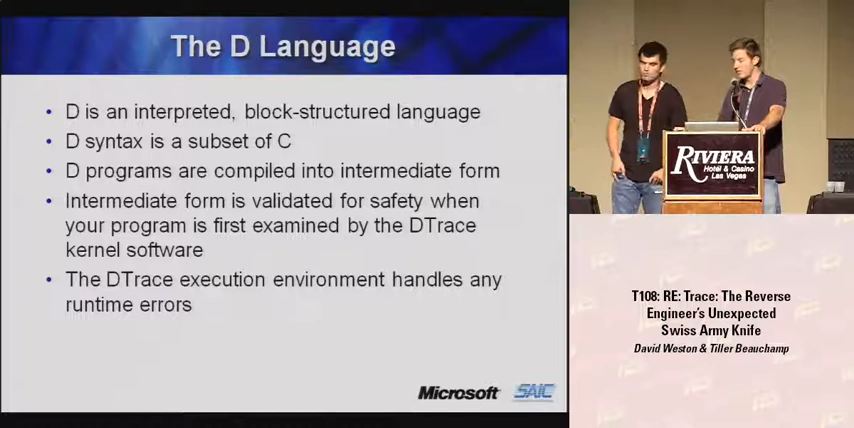 The D Language
• D is an interpreted, block-structured language
• D syntax is a subset of C
• D programs are compiled into intermediate form
• Intermediate form is validated for safety when
your program is first examined by the DTrace
kernel software
• The DTrace execution environment handles any
runtime errors
Microsoft SAIC
RIVIERA
Hotel & Casino
Las Vegas
T108: RE: Trace: The Reverse
Engineer's Unexpected
Swiss Army Knife
David Weston & Tiller Beauchamp